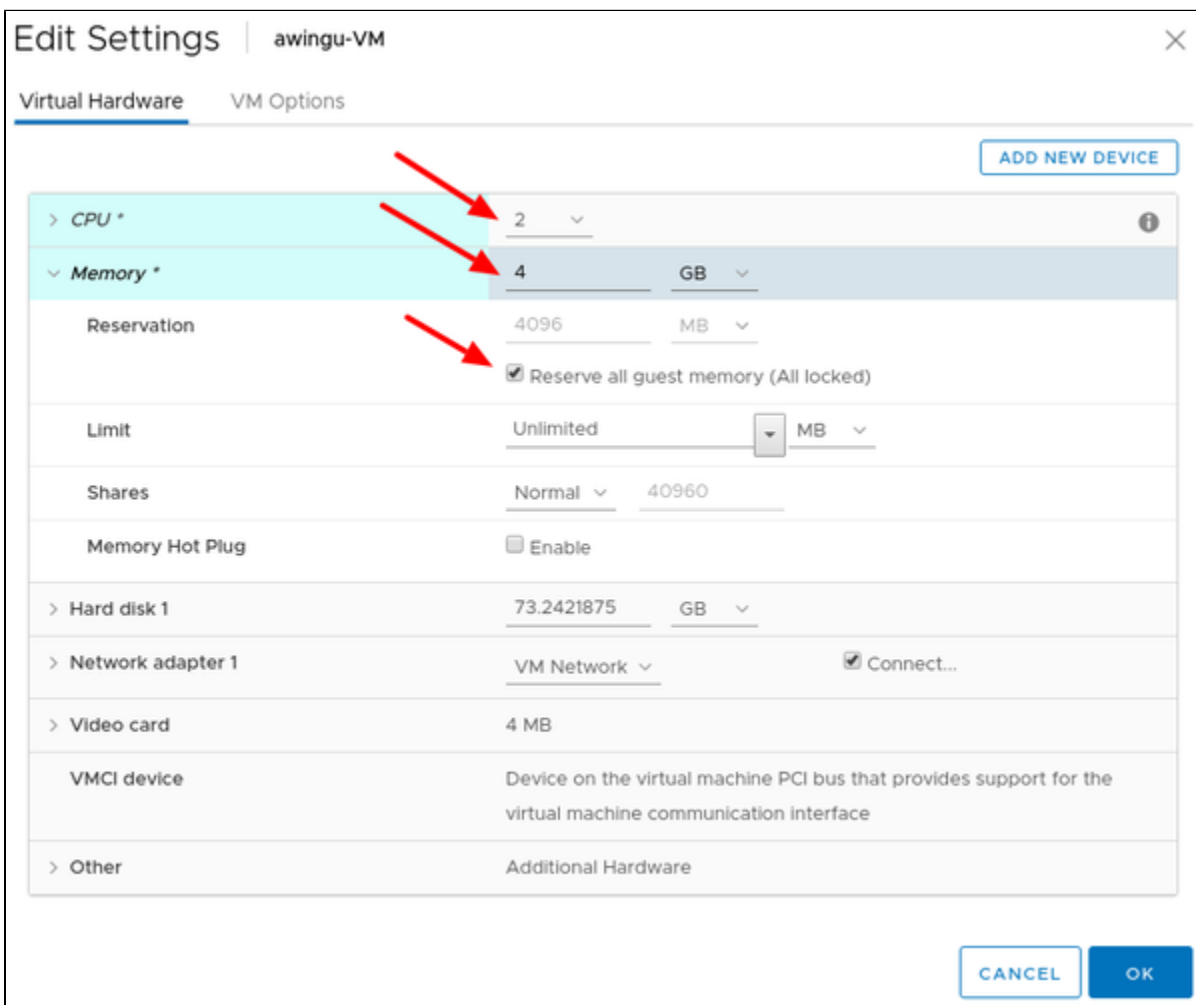 Edit Settings awingu-VM
Virtual Hardware VM Options
ADD NEW DEVICE
CPU * 2
Memory * 4 GB
Reservation 4096 MB
Reserve all guest memory (All locked)
Limit Unlimited MB
Shares Normal 40960
Memory Hot Plug Enable
Hard disk 1 73.2421875 GB
Network adapter 1 VM Network Connect...
Video card 4 MB
VMCI device Device on the virtual machine PCI bus that provides support for the
virtual machine communication interface
Other Additional Hardware
CANCEL OK